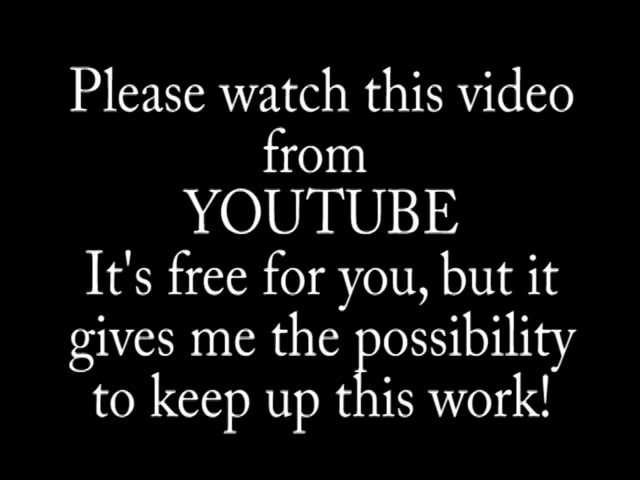 Please watch this video
from
YOUTUBE
It's free for you, but it
gives me the possibility
to keep up this work!